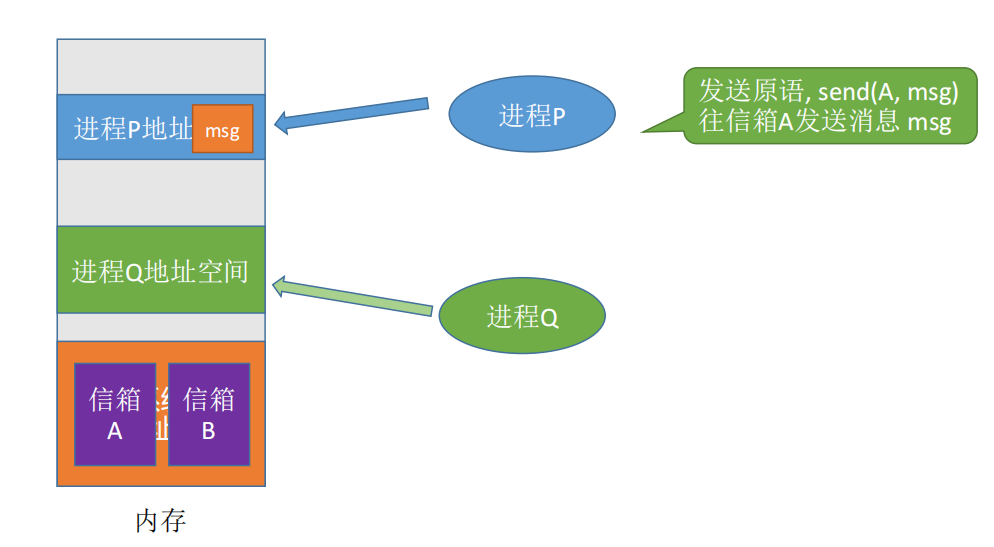 进程P地址
msg
进程P
发送原语, send(A, msg)
往信箱A发送消息 msg
进程Q地址空间
进程Q
信箱
A
信箱
B
内存